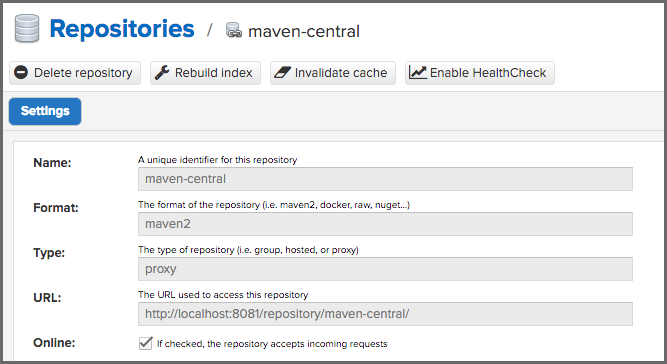 Repositories / maven-central
Delete repository Rebuild index Invalidate cache Enable HealthCheck
Settings
Name: A unique identifier for this repository
maven-central
Format: The format of the repository (i.e. maven2, docker, raw, nuget...)
maven2
Type: The type of repository (i.e. group, hosted, or proxy)
proxy
URL: The URL used to access this repository
http://localhost:8081/repository/maven-central/
Online: If checked, the repository accepts incoming requests